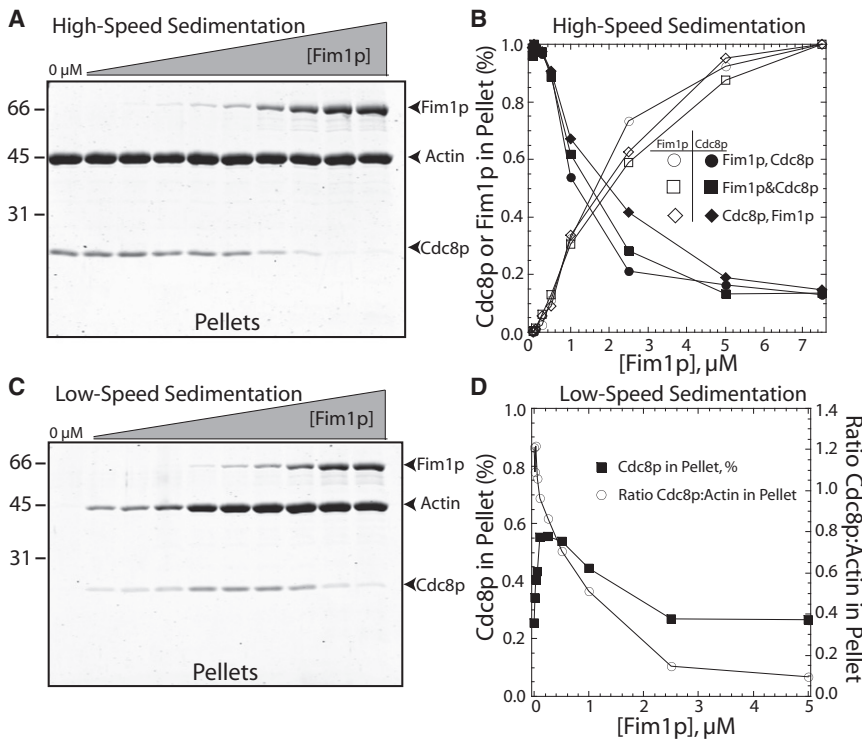 A
High-Speed Sedimentation
0 μM
[Fim1p]
66
45
31
Fim1p
Actin
Cdc8p
Pellets
B
High-Speed Sedimentation
Cdc8p or Fim1p in Pellet (%)
1.0
0.8
0.6
0.4
0.2
0.0
Fim1p Cdc8p
Fim1p, Cdc8p
Fim1p&Cdc8p
Cdc8p, Fim1p
0 1 2 3 4 5 6 7
[Fim1p], μM
C
Low-Speed Sedimentation
0 μM
[Fim1p]
66
45
31
Fim1p
Actin
Cdc8p
Pellets
D
Low-Speed Sedimentation
Cdc8p in Pellet (%)
1.0
0.8
0.6
0.4
0.2
0.0
Cdc8p in Pellet, %
Ratio Cdc8p:Actin in Pellet
1.4
1.2
1.0
0.8
0.6
0.4
0.2
0.0
Ratio Cdc8p:Actin in Pellet
0 1 2 3 4 5
[Fim1p], μM